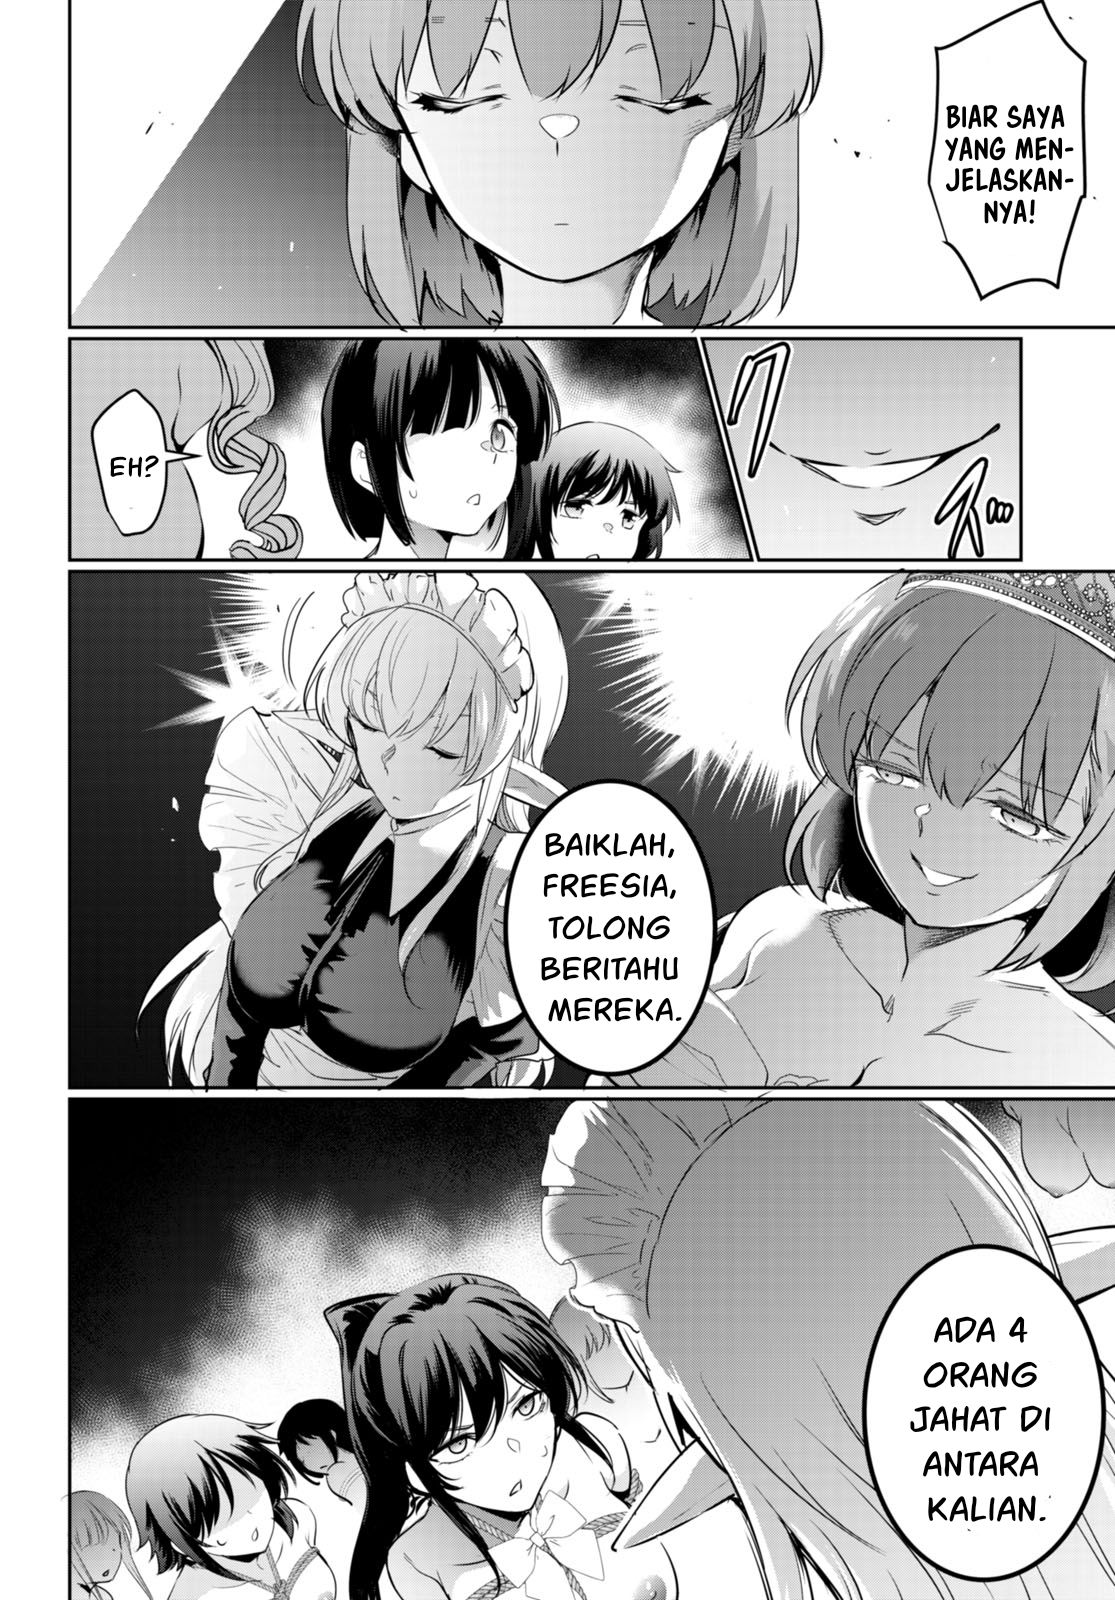 BIAR SAYA
YANG MEN-
JELASKAN-
NYA!
EH?
BAIKLAH,
FREESIA,
TOLONG
BERITAHU
MEREKA.
ADA 4
ORANG
JAHAT DI
ANTARA
KALIAN.